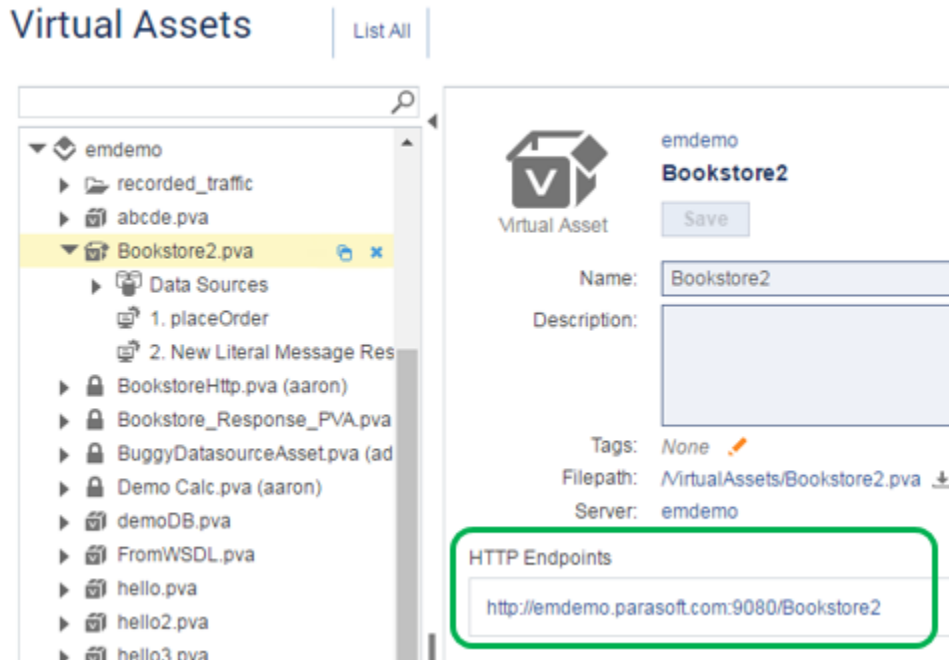 Virtual Assets
List All
emdemo
recorded_traffic
abcde.pva
Bookstore2.pva
Data Sources
1. placeOrder
2. New Literal Message Res
BookstoreHttp.pva (aaron)
Bookstore_Response_PVA.pva
BuggyDatasourceAsset.pva (ad
Demo Calc.pva (aaron)
demoDB.pva
FromWSDL.pva
hello.pva
hello2.pva
hello3.pva
V
Virtual Asset
emdemo
Bookstore2
Save
Name: Bookstore2
Description:
Tags: None
Filepath: /VirtualAssets/Bookstore2.pva
Server: emdemo
HTTP Endpoints
http://emdemo.parasoft.com:9080/Bookstore2